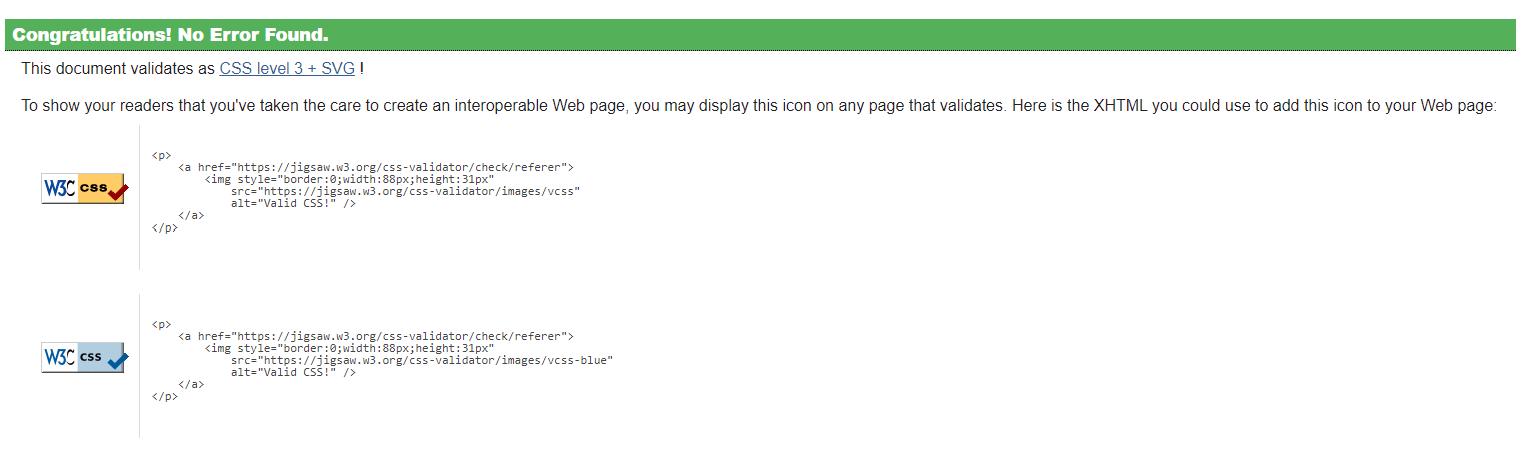 Congratulations! No Error Found.
This document validates as CSS level 3 + SVG !
To show your readers that you've taken the care to create an interoperable Web page, you may display this icon on any page that validates. Here is the XHTML you could use to add this icon to your Web page:
W3C css
<p>
    <a href="https://jigsaw.w3.org/css-validator/check/referer">
        <img style="border:0;width:88px;height:31px"
            src="https://jigsaw.w3.org/css-validator/images/vcss"
            alt="Valid CSS!" />
    </a>
</p>
W3C css
<p>
    <a href="https://jigsaw.w3.org/css-validator/check/referer">
        <img style="border:0;width:88px;height:31px"
            src="https://jigsaw.w3.org/css-validator/images/vcss-blue"
            alt="Valid CSS!" />
    </a>
</p>